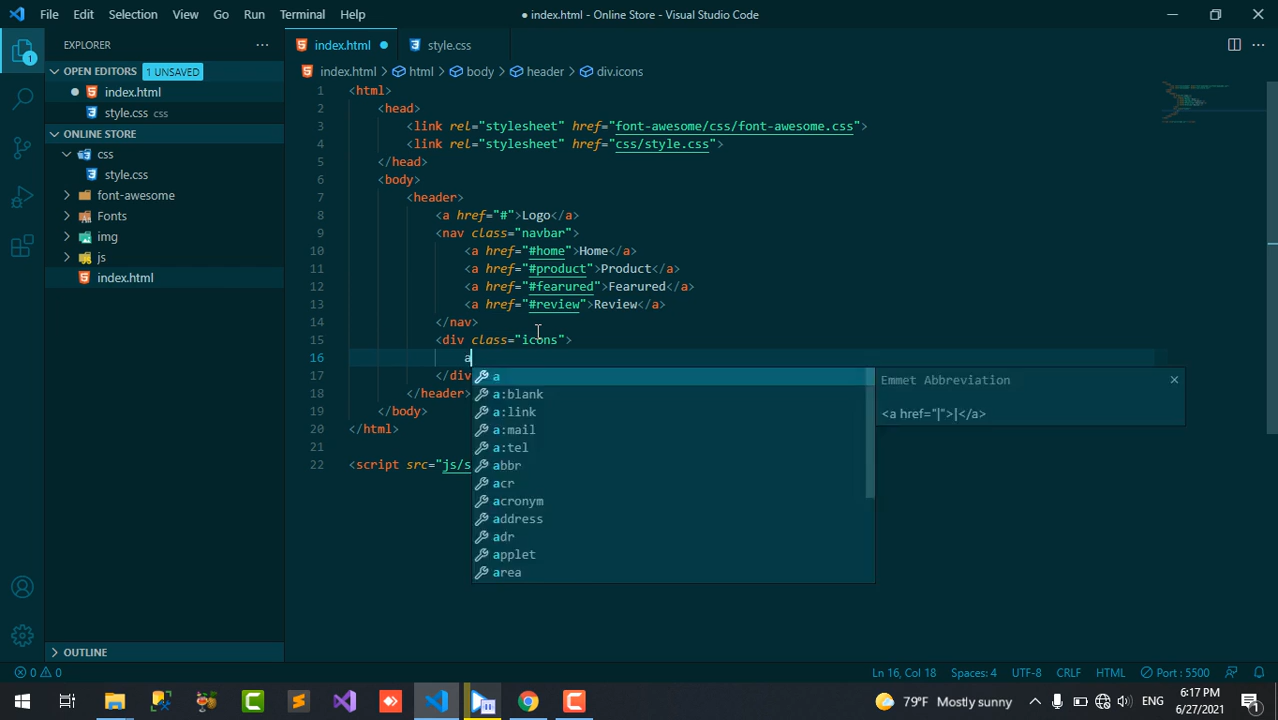 File Edit Selection View Go Run Terminal Help
● index.html - Online Store - Visual Studio Code
EXPLORER
OPEN EDITORS 1 UNSAVED
index.html
style.css css
ONLINE STORE
css
style.css
font-awesome
Fonts
img
js
index.html
OUTLINE
index.html style.css
index.html > html > body > header > div.icons
1 <html>
2 <head>
3 <link rel="stylesheet" href="font-awesome/css/font-awesome.css">
4 <link rel="stylesheet" href="css/style.css">
5 </head>
6 <body>
7 <header>
8 <a href="#">Logo</a>
9 <nav class="navbar">
10 <a href="#home">Home</a>
11 <a href="#product">Product</a>
12 <a href="#fearured">Fearured</a>
13 <a href="#review">Review</a>
14 </nav>
15 <div class="icons">
16 a
17 </div
18 </header>
19 </body>
20 </html>
21
22 <script src="js/s
a
a:blank
a:link
a:mail
a:tel
abbr
acr
acronym
address
adr
applet
area
Emmet Abbreviation
<a href="|">|</a>
0 0
Ln 16, Col 18 Spaces: 4 UTF-8 CRLF HTML Port : 5500
1
79°F Mostly sunny ENG 6:17 PM
6/27/2021
1